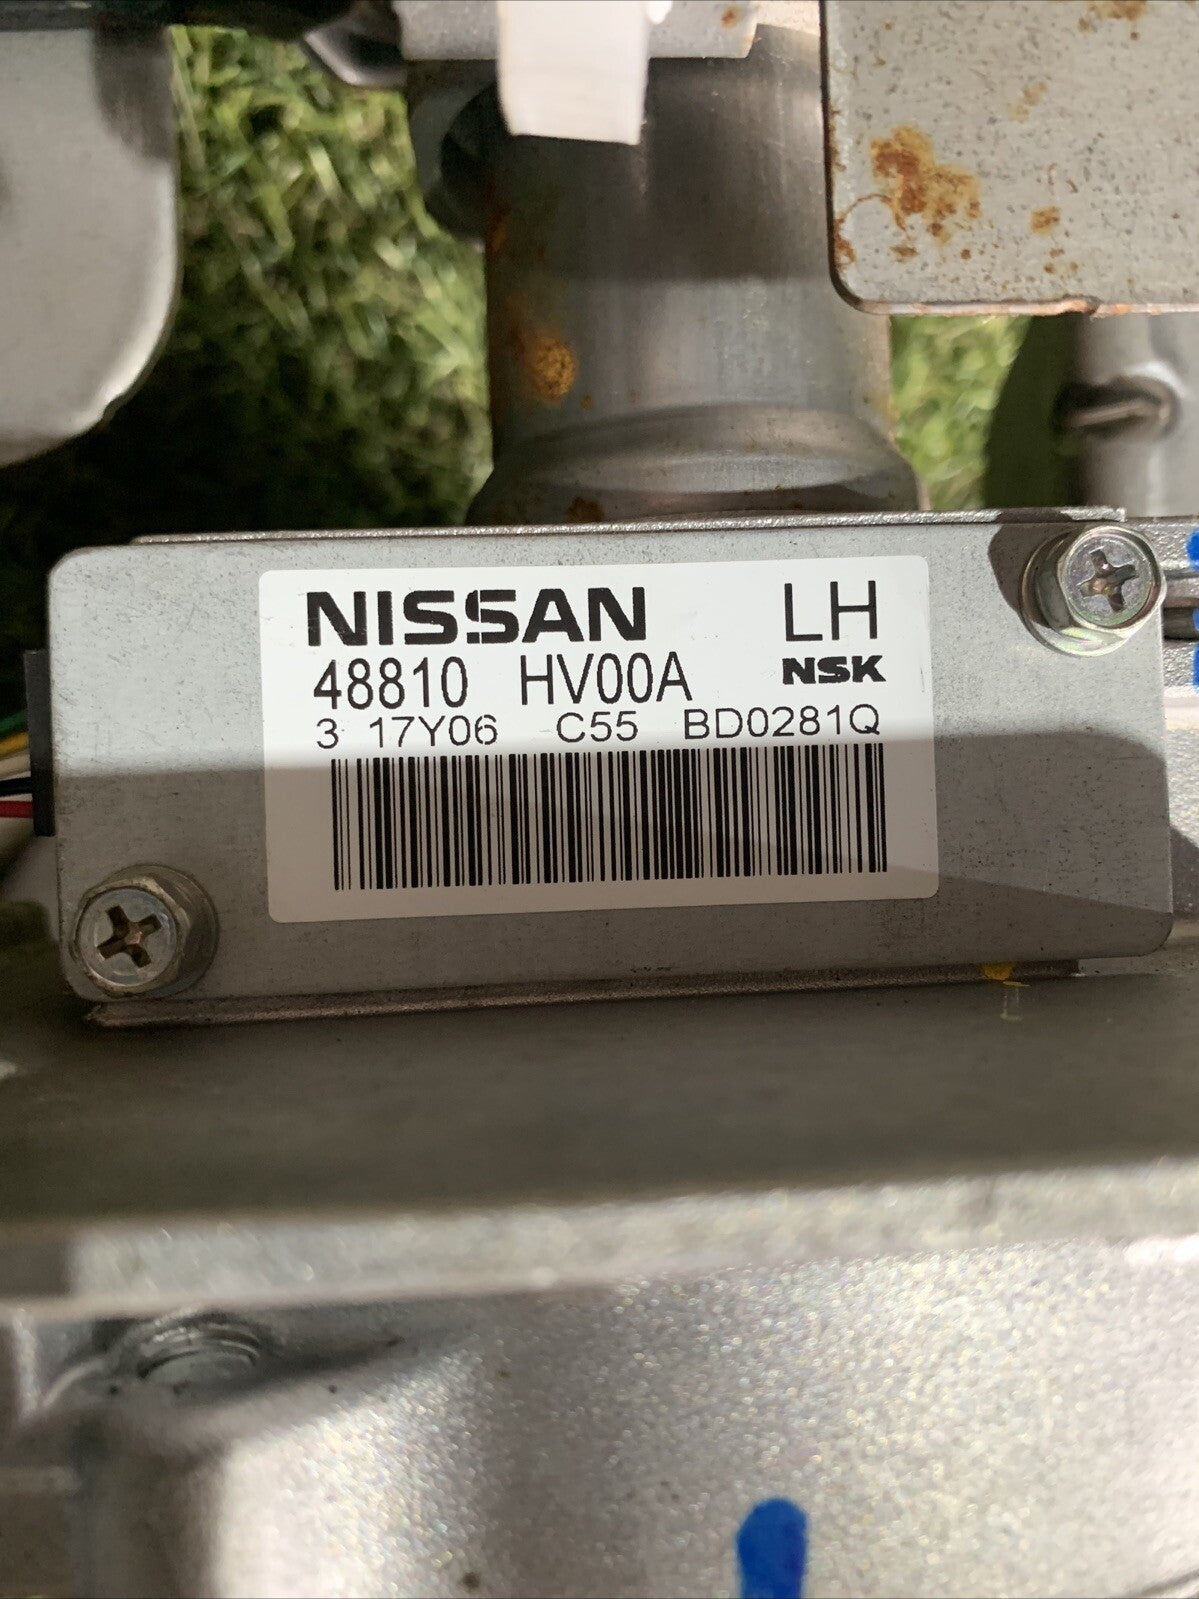 NISSAN LH
48810 HV00A NSK
3 17Y06 C55 BD0281Q